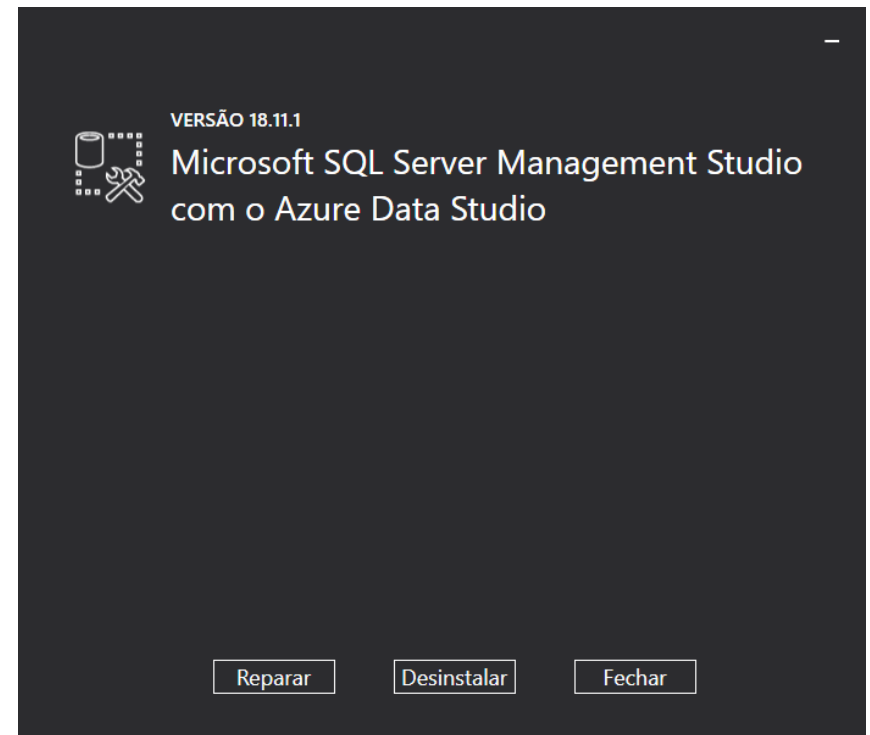 VERSÃO 18.11.1
Microsoft SQL Server Management Studio
com o Azure Data Studio
Reparar
Desinstalar
Fechar